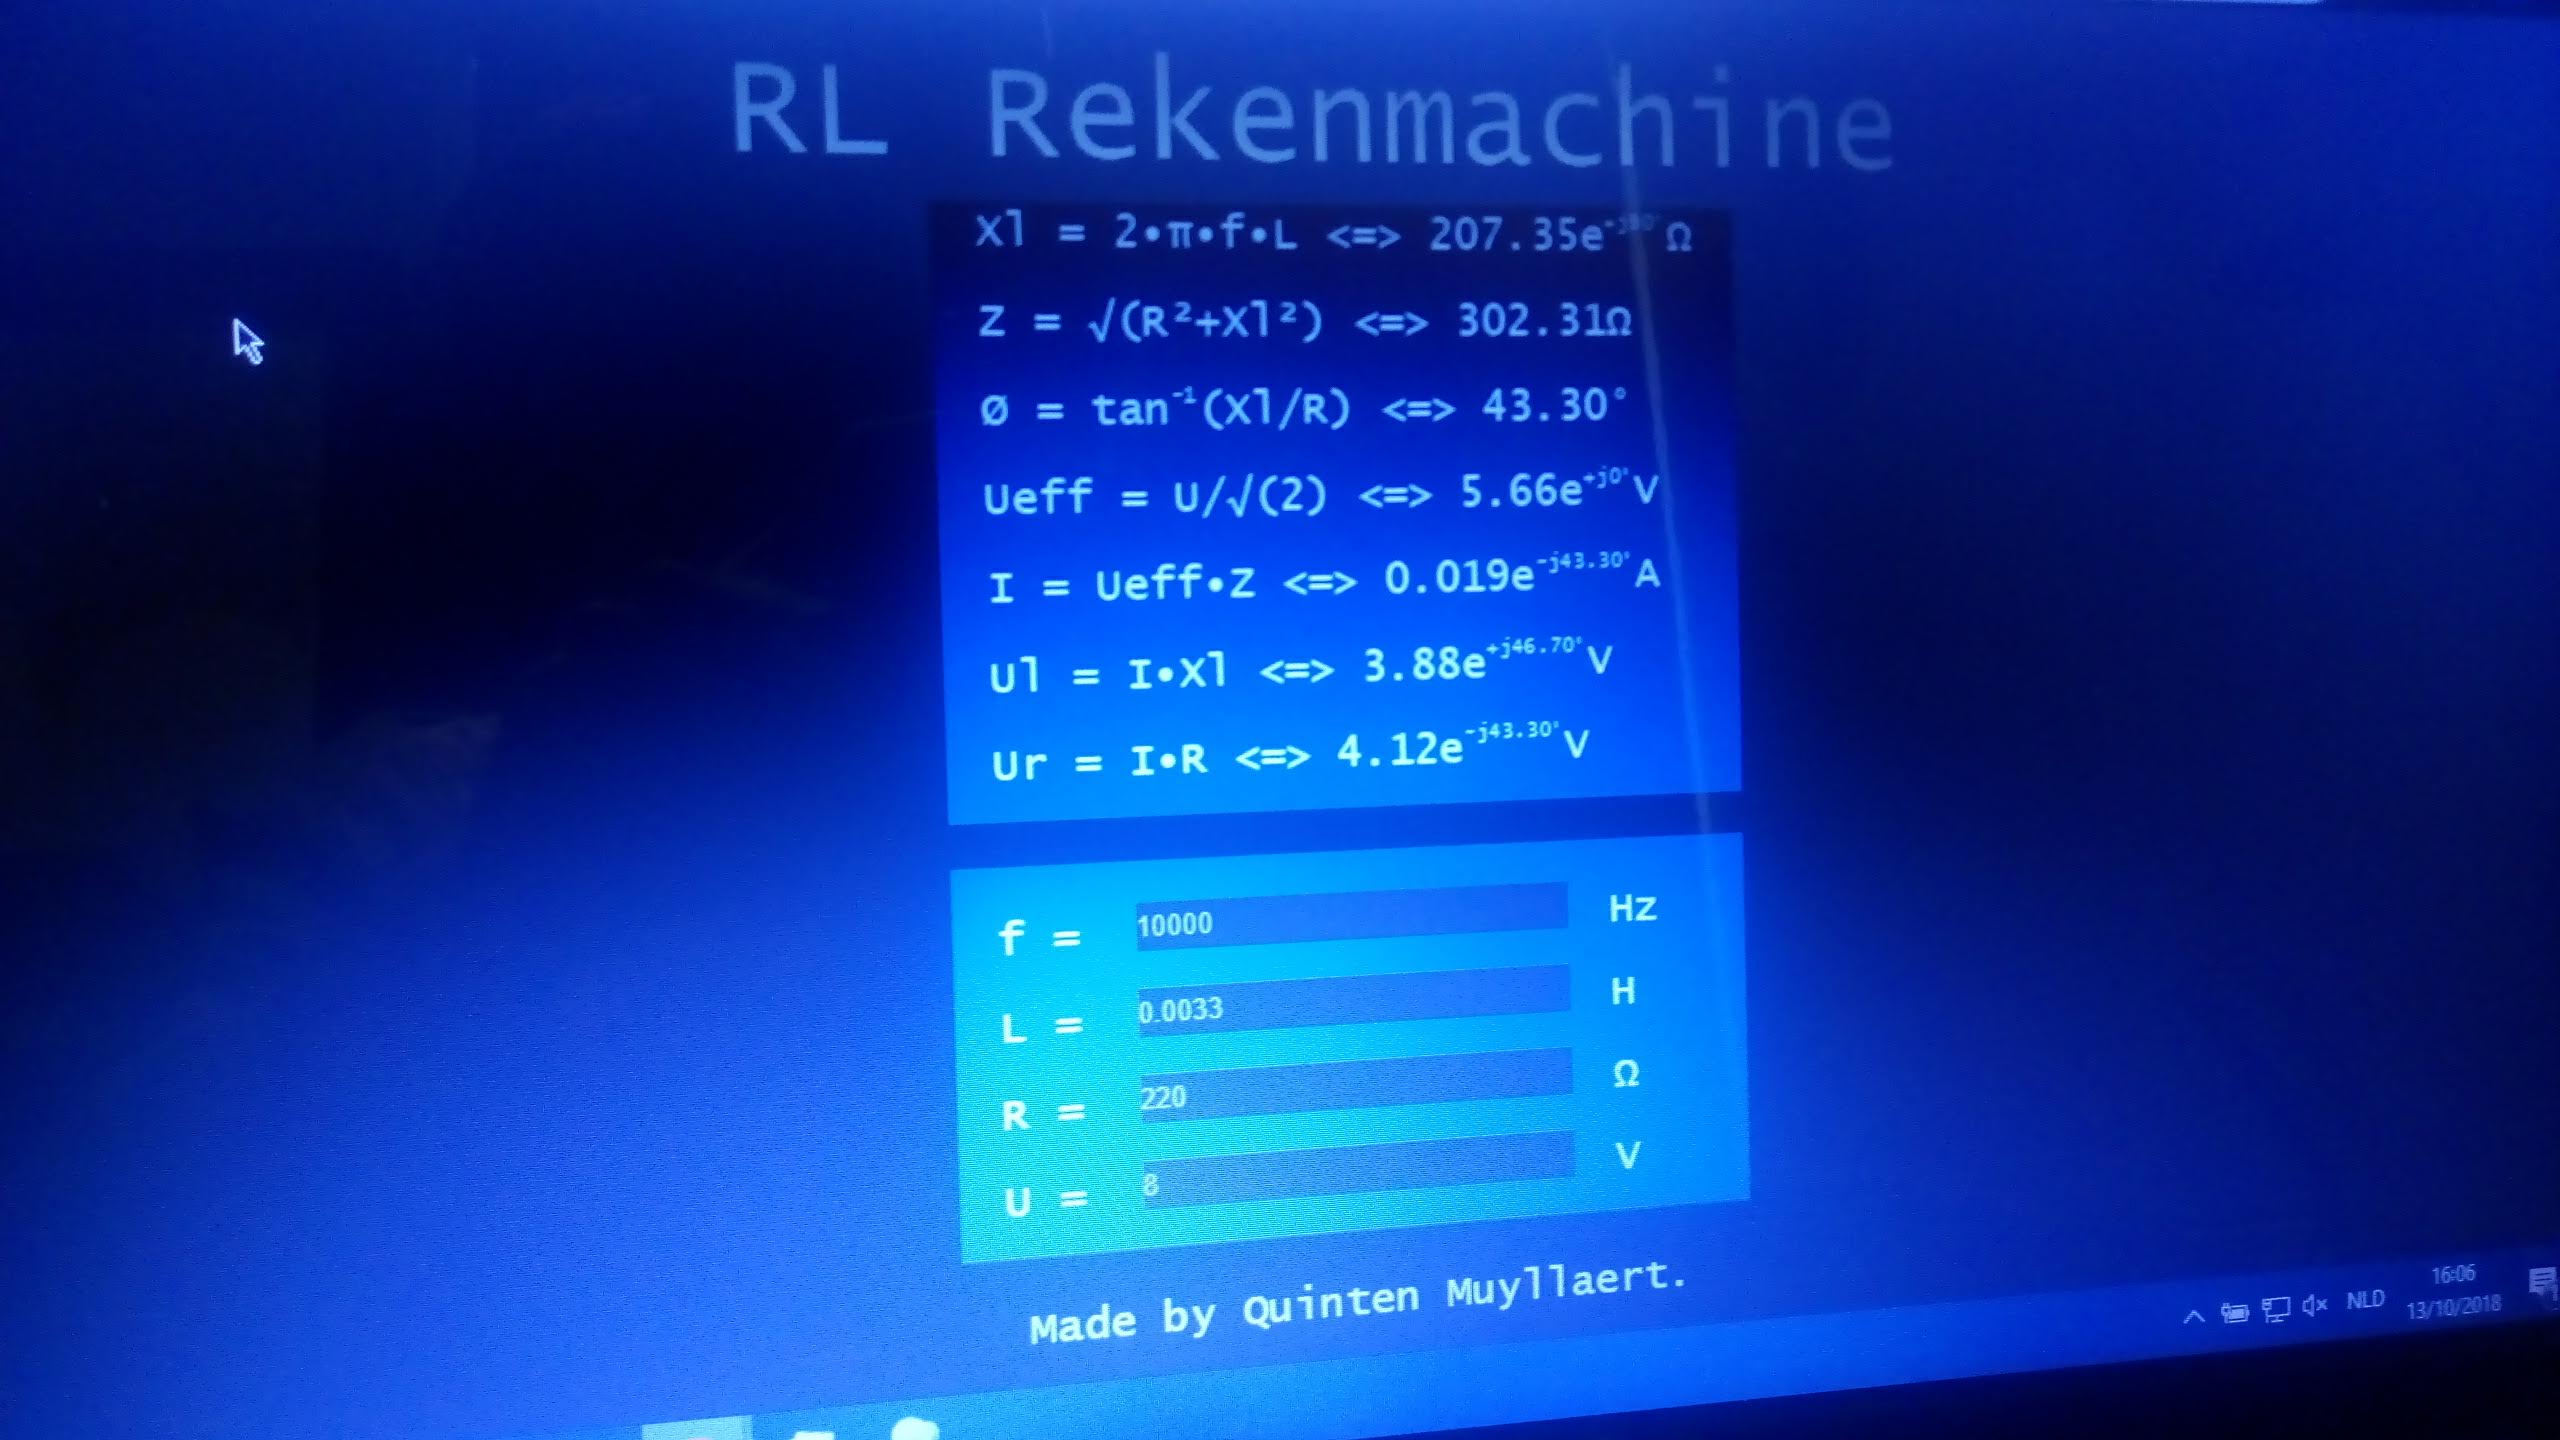 RL Rekenmachine
Xl = 2•π•f•L <=> 207.35e Ω
Z = √(R²+Xl²) <=> 302.31Ω
Ø = tan⁻¹(Xl/R) <=> 43.30°
Ueff = U/√(2) <=> 5.66e⁺ʲ⁰°V
I = Ueff•Z <=> 0.019e⁻ʲ⁴³·³⁰°A
Ul = I•Xl <=> 3.88e⁺ʲ⁴⁶·⁷⁰°V
Ur = I•R <=> 4.12e⁻ʲ⁴³·³⁰°V
f = 10000 Hz
L = 0.0033 H
R = 220 Ω
U = 8 V
Made by Quinten Muyllaert.
NLD
16:06
13/10/2018